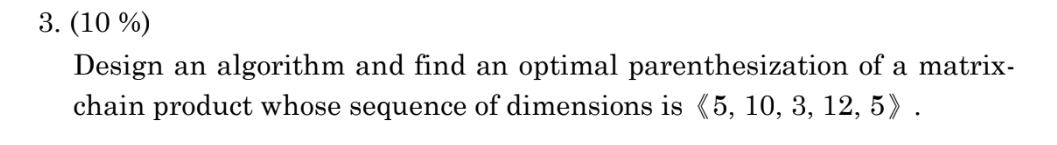 3. (10 %)
Design an algorithm and find an optimal parenthesization of a matrix-
chain product whose sequence of dimensions is 《5, 10, 3, 12, 5》.